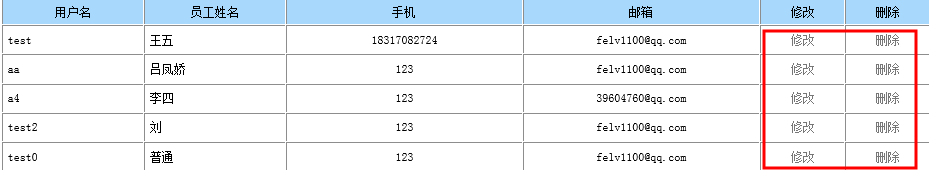 用户名 员工姓名 手机 邮箱 修改 删除
test 王五 18317082724 felv1100@qq.com 修改 删除
aa 吕凤娇 123 felv1100@qq.com 修改 删除
a4 李四 123 39604760@qq.com 修改 删除
test2 刘 123 felv1100@qq.com 修改 删除
test0 普通 123 felv1100@qq.com 修改 删除